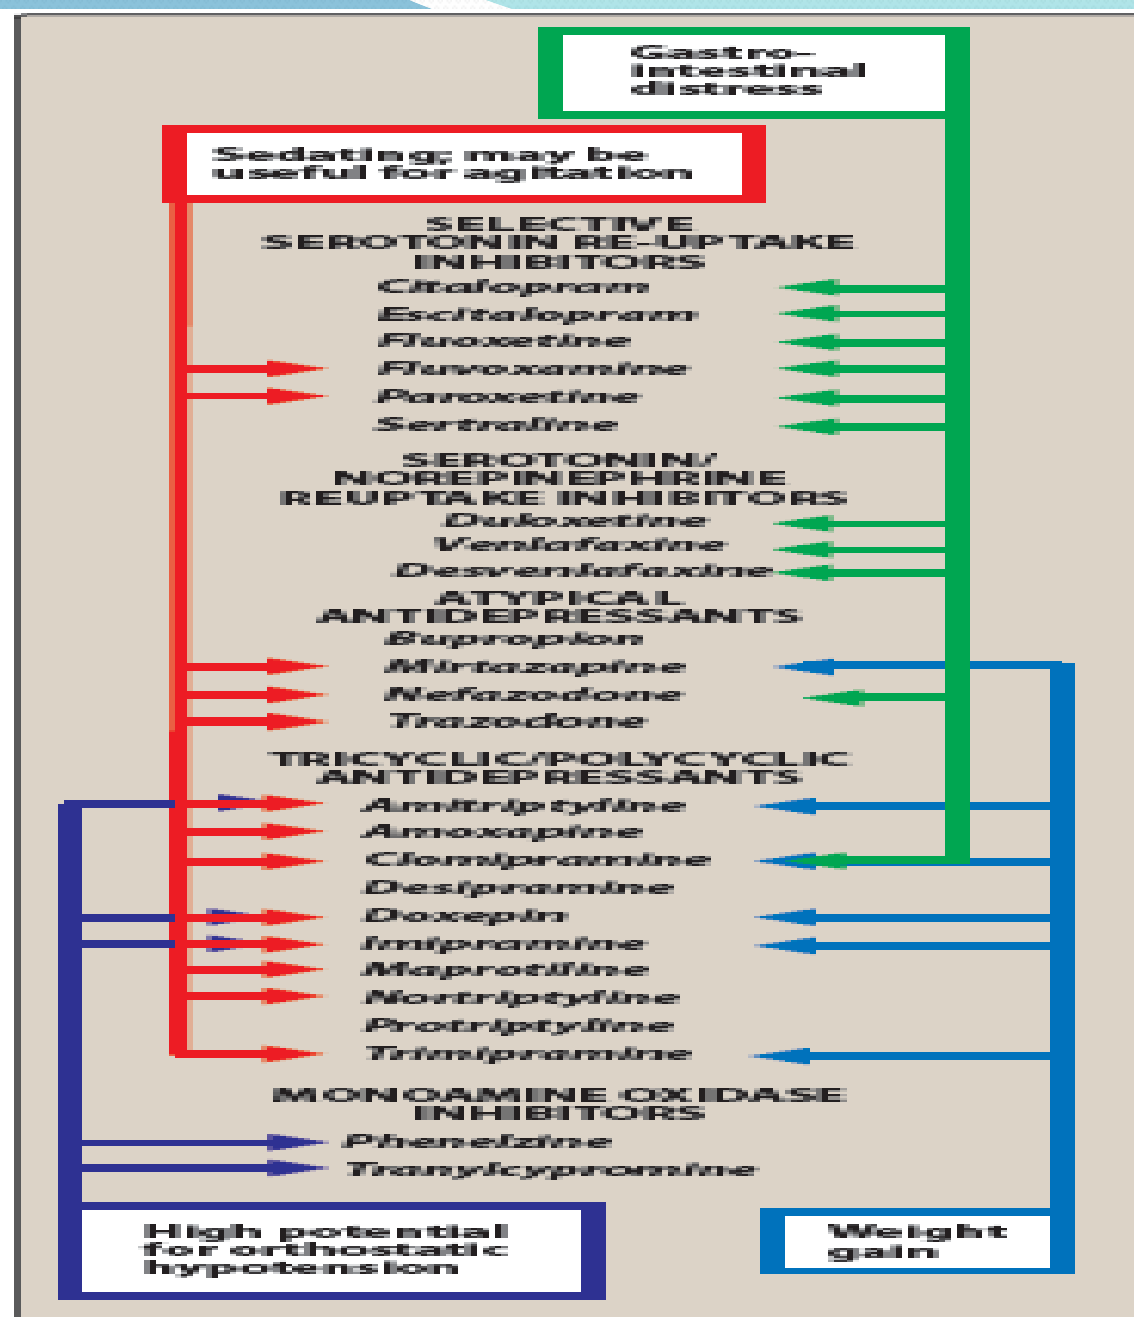 Gastro-
intestinal
distress
Sedating; may be
useful for agitation
SELECTIVE
SEROTONIN RE-UPTAKE
INHIBITORS
Citalopram
Escitalopram
Fluoxetine
Fluvoxamine
Paroxetine
Sertraline
SEROTONIN/
NOREPINEPHRINE
REUPTAKE INHIBITORS
Duloxetine
Venlafaxine
Desvenlafaxine
ATYPICAL
ANTIDEPRESSANTS
Bupropion
Mirtazapine
Nefazodone
Trazodone
TRICYCLIC/POLYCYCLIC
ANTIDEPRESSANTS
Amitriptyline
Amoxapine
Clomipramine
Desipramine
Doxepin
Imipramine
Maprotiline
Nortriptyline
Protriptyline
Trimipramine
MONOAMINE OXIDASE
INHIBITORS
Phenelzine
Tranylcypromine
High potential
for orthostatic
hypotension
Weight
gain